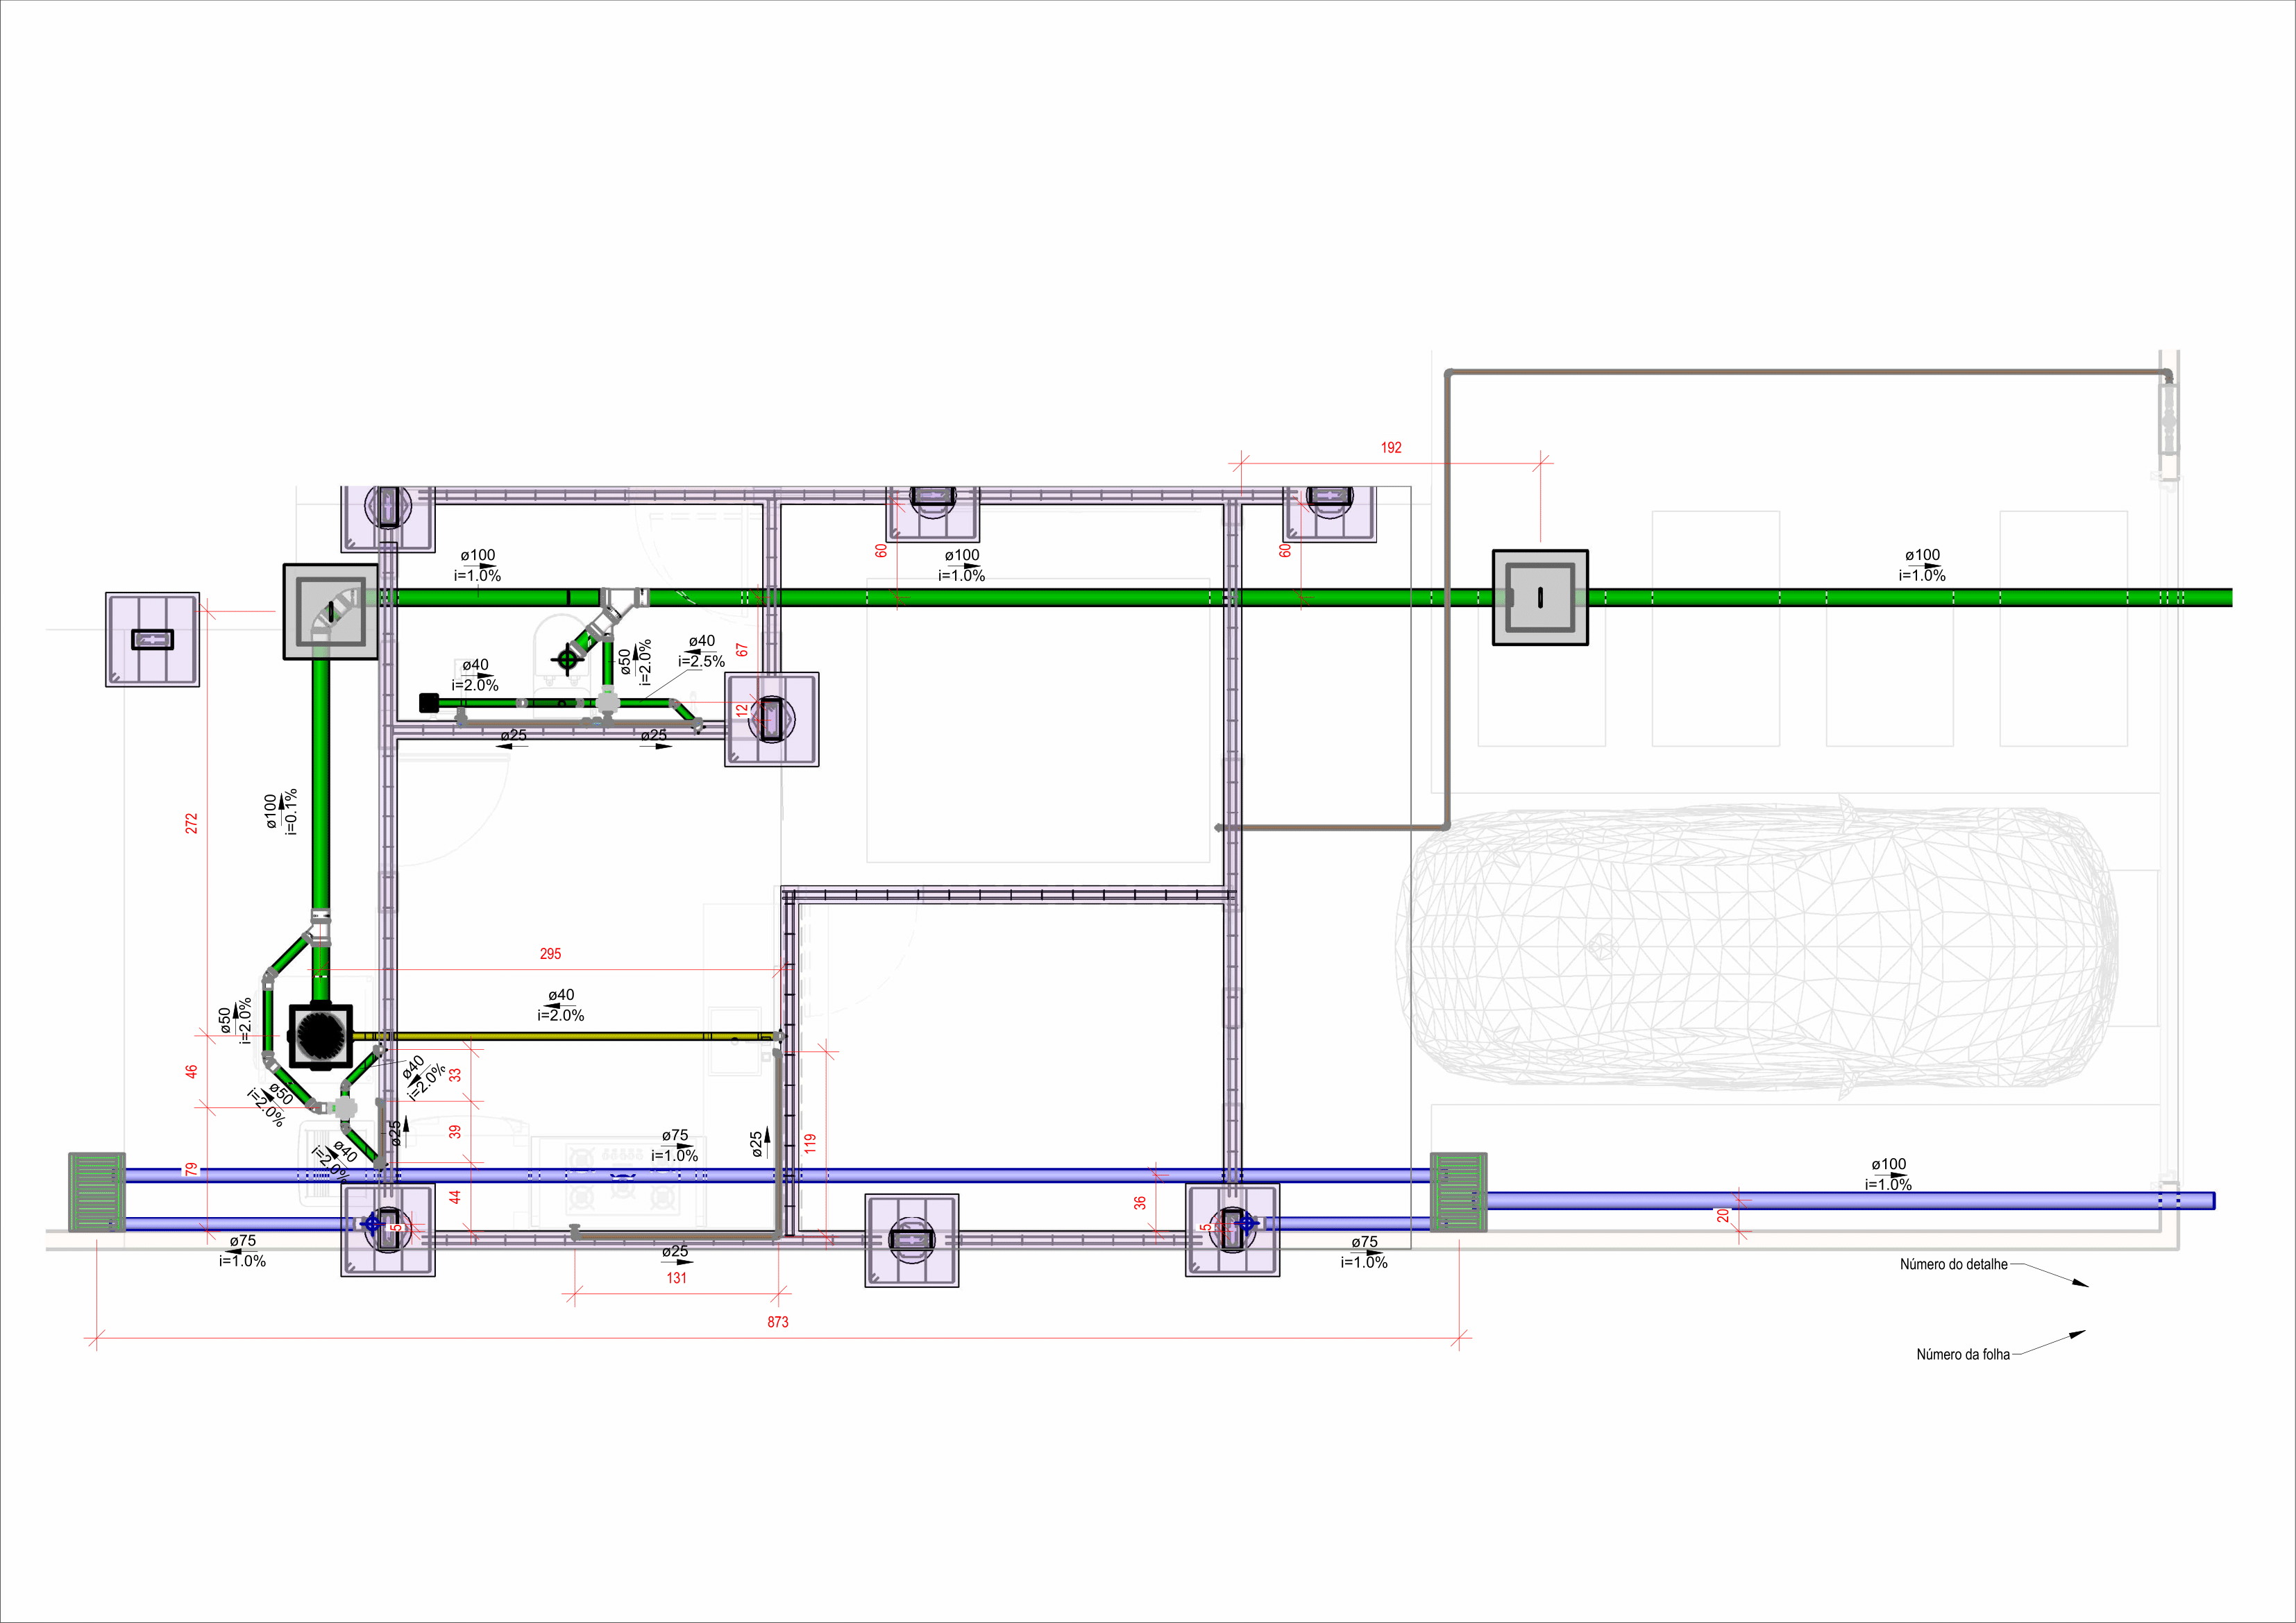 192
ø100
i=1.0%
60
ø100
i=1.0%
60
ø100
i=1.0%
ø40
i=2.0%
ø50
i=2.0%
ø40
i=2.5%
67
12
ø25
ø25
272
ø100
i=0.1%
295
ø40
i=2.0%
ø50
i=2.0%
46
ø50
i=2.0%
ø40
i=2.0%
33
39
ø25
ø40
i=2.0%
44
79
ø75
i=1.0%
ø25
119
36
ø100
i=1.0%
20
5
5
ø75
i=1.0%
ø25
131
ø75
i=1.0%
873
Número do detalhe
Número da folha